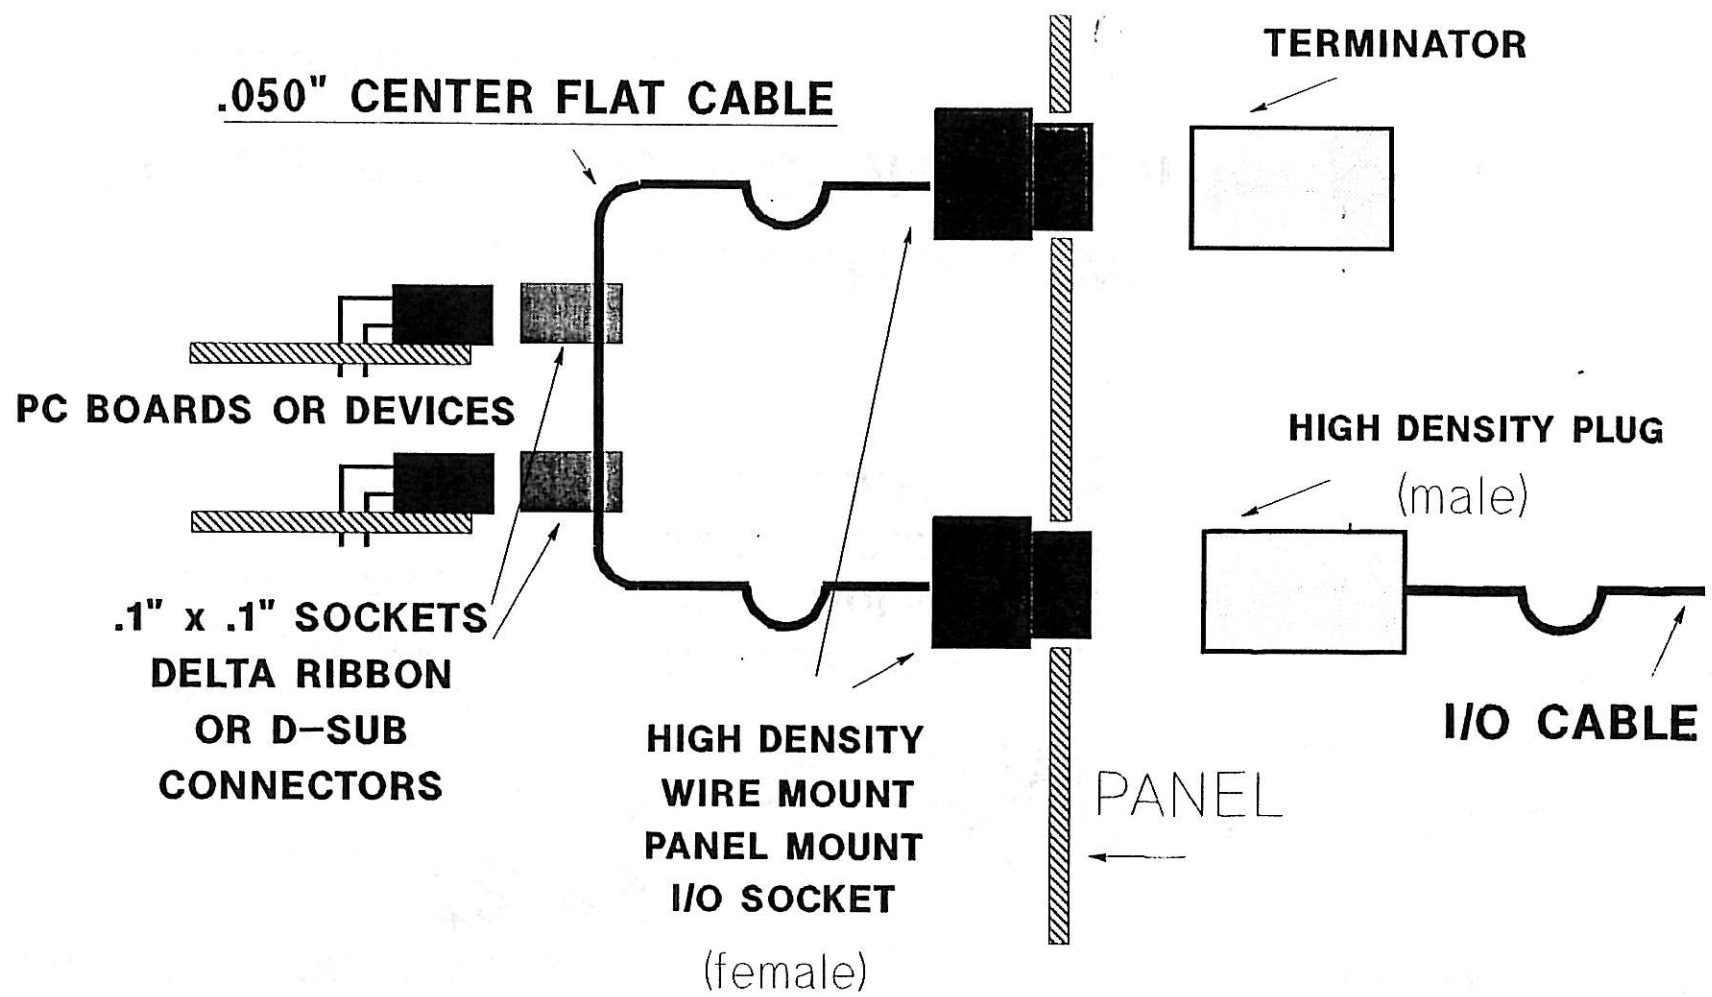 TERMINATOR
.050" CENTER FLAT CABLE
PC BOARDS OR DEVICES
HIGH DENSITY PLUG
(male)
.1" x .1" SOCKETS
DELTA RIBBON
OR D–SUB
CONNECTORS
HIGH DENSITY
WIRE MOUNT
PANEL MOUNT
I/O SOCKET
(female)
I/O CABLE
PANEL